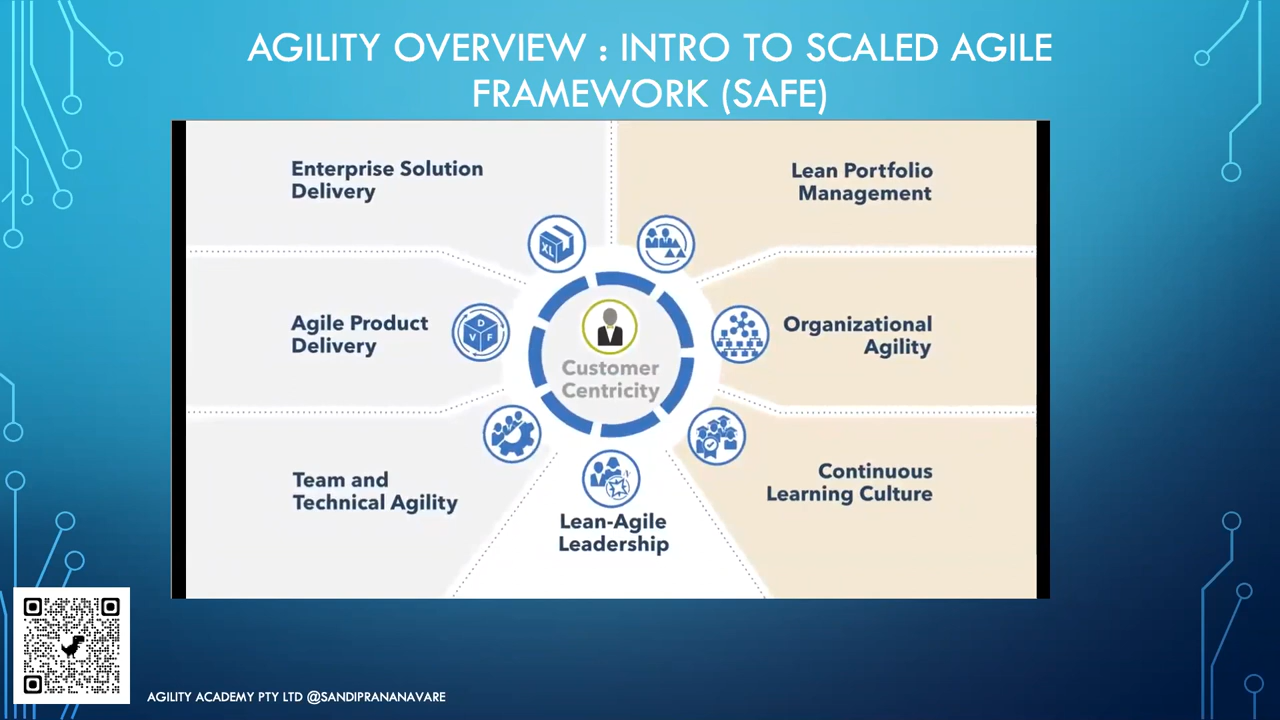 AGILITY OVERVIEW : INTRO TO SCALED AGILE
FRAMEWORK (SAFE)
Enterprise Solution
Delivery
Lean Portfolio
Management
XL
Agile Product
Delivery
D
V F
Customer
Centricity
Organizational
Agility
Team and
Technical Agility
Lean-Agile
Leadership
Continuous
Learning Culture
AGILITY ACADEMY PTY LTD @SANDIPRANANAVARE